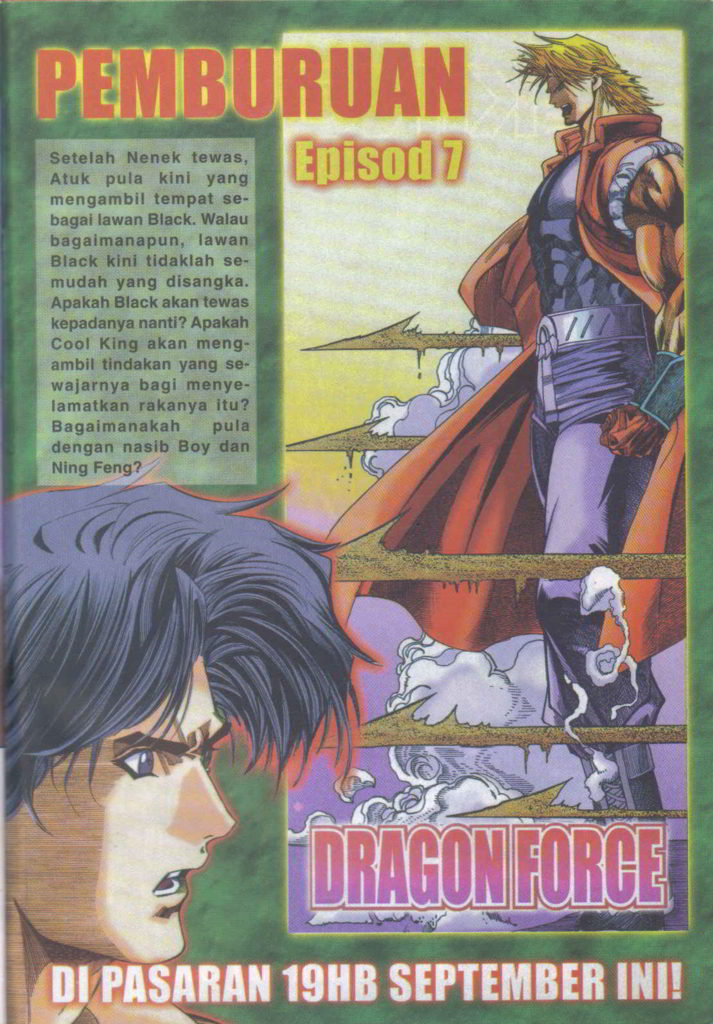 PEMBURUAN
Episod 7
Setelah Nenek tewas,
Atuk pula kini yang
mengambil tempat se-
bagai lawan Black. Walau
bagaimanapun, lawan
Black kini tidaklah se-
mudah yang disangka.
Apakah Black akan tewas
kepadanya nanti? Apakah
Cool King akan meng-
ambil tindakan yang se-
wajarnya bagi menye-
lamatkan rakanya itu?
Bagaimanakah pula
dengan nasib Boy dan
Ning Feng?
DRAGON FORCE
DI PASARAN 19HB SEPTEMBER INI!